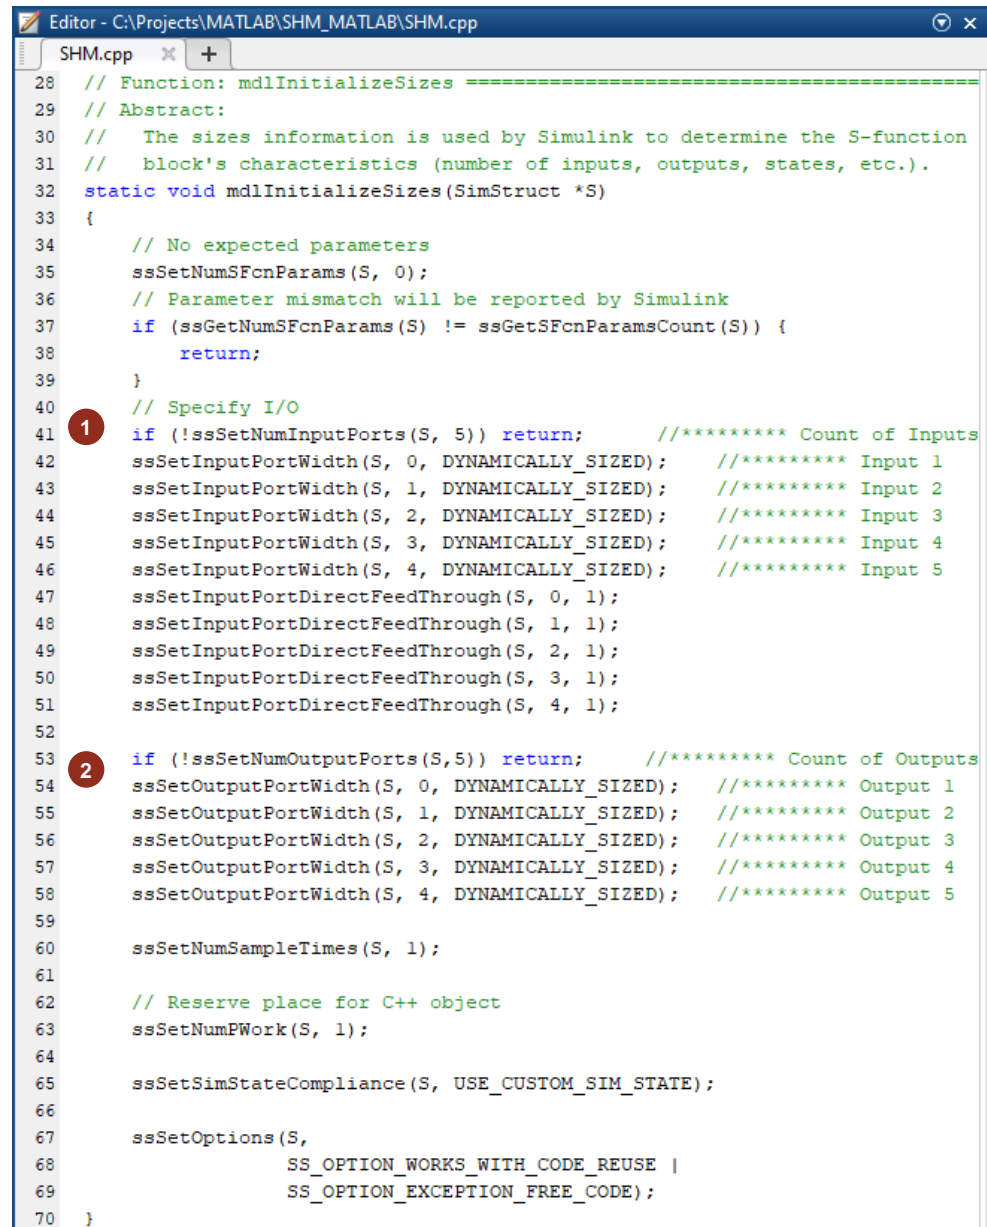 Editor - C:\Projects\MATLAB\SHM_MATLAB\SHM.cpp
SHM.cpp
28 // Function: mdlInitializeSizes ===========================================
29 // Abstract:
30 //   The sizes information is used by Simulink to determine the S-function
31 //   block's characteristics (number of inputs, outputs, states, etc.).
32 static void mdlInitializeSizes(SimStruct *S)
33 {
34     // No expected parameters
35     ssSetNumSFcnParams(S, 0);
36     // Parameter mismatch will be reported by Simulink
37     if (ssGetNumSFcnParams(S) != ssGetSFcnParamsCount(S)) {
38         return;
39     }
40     // Specify I/O
41 1   if (!ssSetNumInputPorts(S, 5)) return;      //********* Count of Inputs
42     ssSetInputPortWidth(S, 0, DYNAMICALLY_SIZED);    //********* Input 1
43     ssSetInputPortWidth(S, 1, DYNAMICALLY_SIZED);    //********* Input 2
44     ssSetInputPortWidth(S, 2, DYNAMICALLY_SIZED);    //********* Input 3
45     ssSetInputPortWidth(S, 3, DYNAMICALLY_SIZED);    //********* Input 4
46     ssSetInputPortWidth(S, 4, DYNAMICALLY_SIZED);    //********* Input 5
47     ssSetInputPortDirectFeedThrough(S, 0, 1);
48     ssSetInputPortDirectFeedThrough(S, 1, 1);
49     ssSetInputPortDirectFeedThrough(S, 2, 1);
50     ssSetInputPortDirectFeedThrough(S, 3, 1);
51     ssSetInputPortDirectFeedThrough(S, 4, 1);
52
53 2   if (!ssSetNumOutputPorts(S,5)) return;     //********* Count of Outputs
54     ssSetOutputPortWidth(S, 0, DYNAMICALLY_SIZED);   //********* Output 1
55     ssSetOutputPortWidth(S, 1, DYNAMICALLY_SIZED);   //********* Output 2
56     ssSetOutputPortWidth(S, 2, DYNAMICALLY_SIZED);   //********* Output 3
57     ssSetOutputPortWidth(S, 3, DYNAMICALLY_SIZED);   //********* Output 4
58     ssSetOutputPortWidth(S, 4, DYNAMICALLY_SIZED);   //********* Output 5
59
60     ssSetNumSampleTimes(S, 1);
61
62     // Reserve place for C++ object
63     ssSetNumPWork(S, 1);
64
65     ssSetSimStateCompliance(S, USE_CUSTOM_SIM_STATE);
66
67     ssSetOptions(S,
68                  SS_OPTION_WORKS_WITH_CODE_REUSE |
69                  SS_OPTION_EXCEPTION_FREE_CODE);
70 }